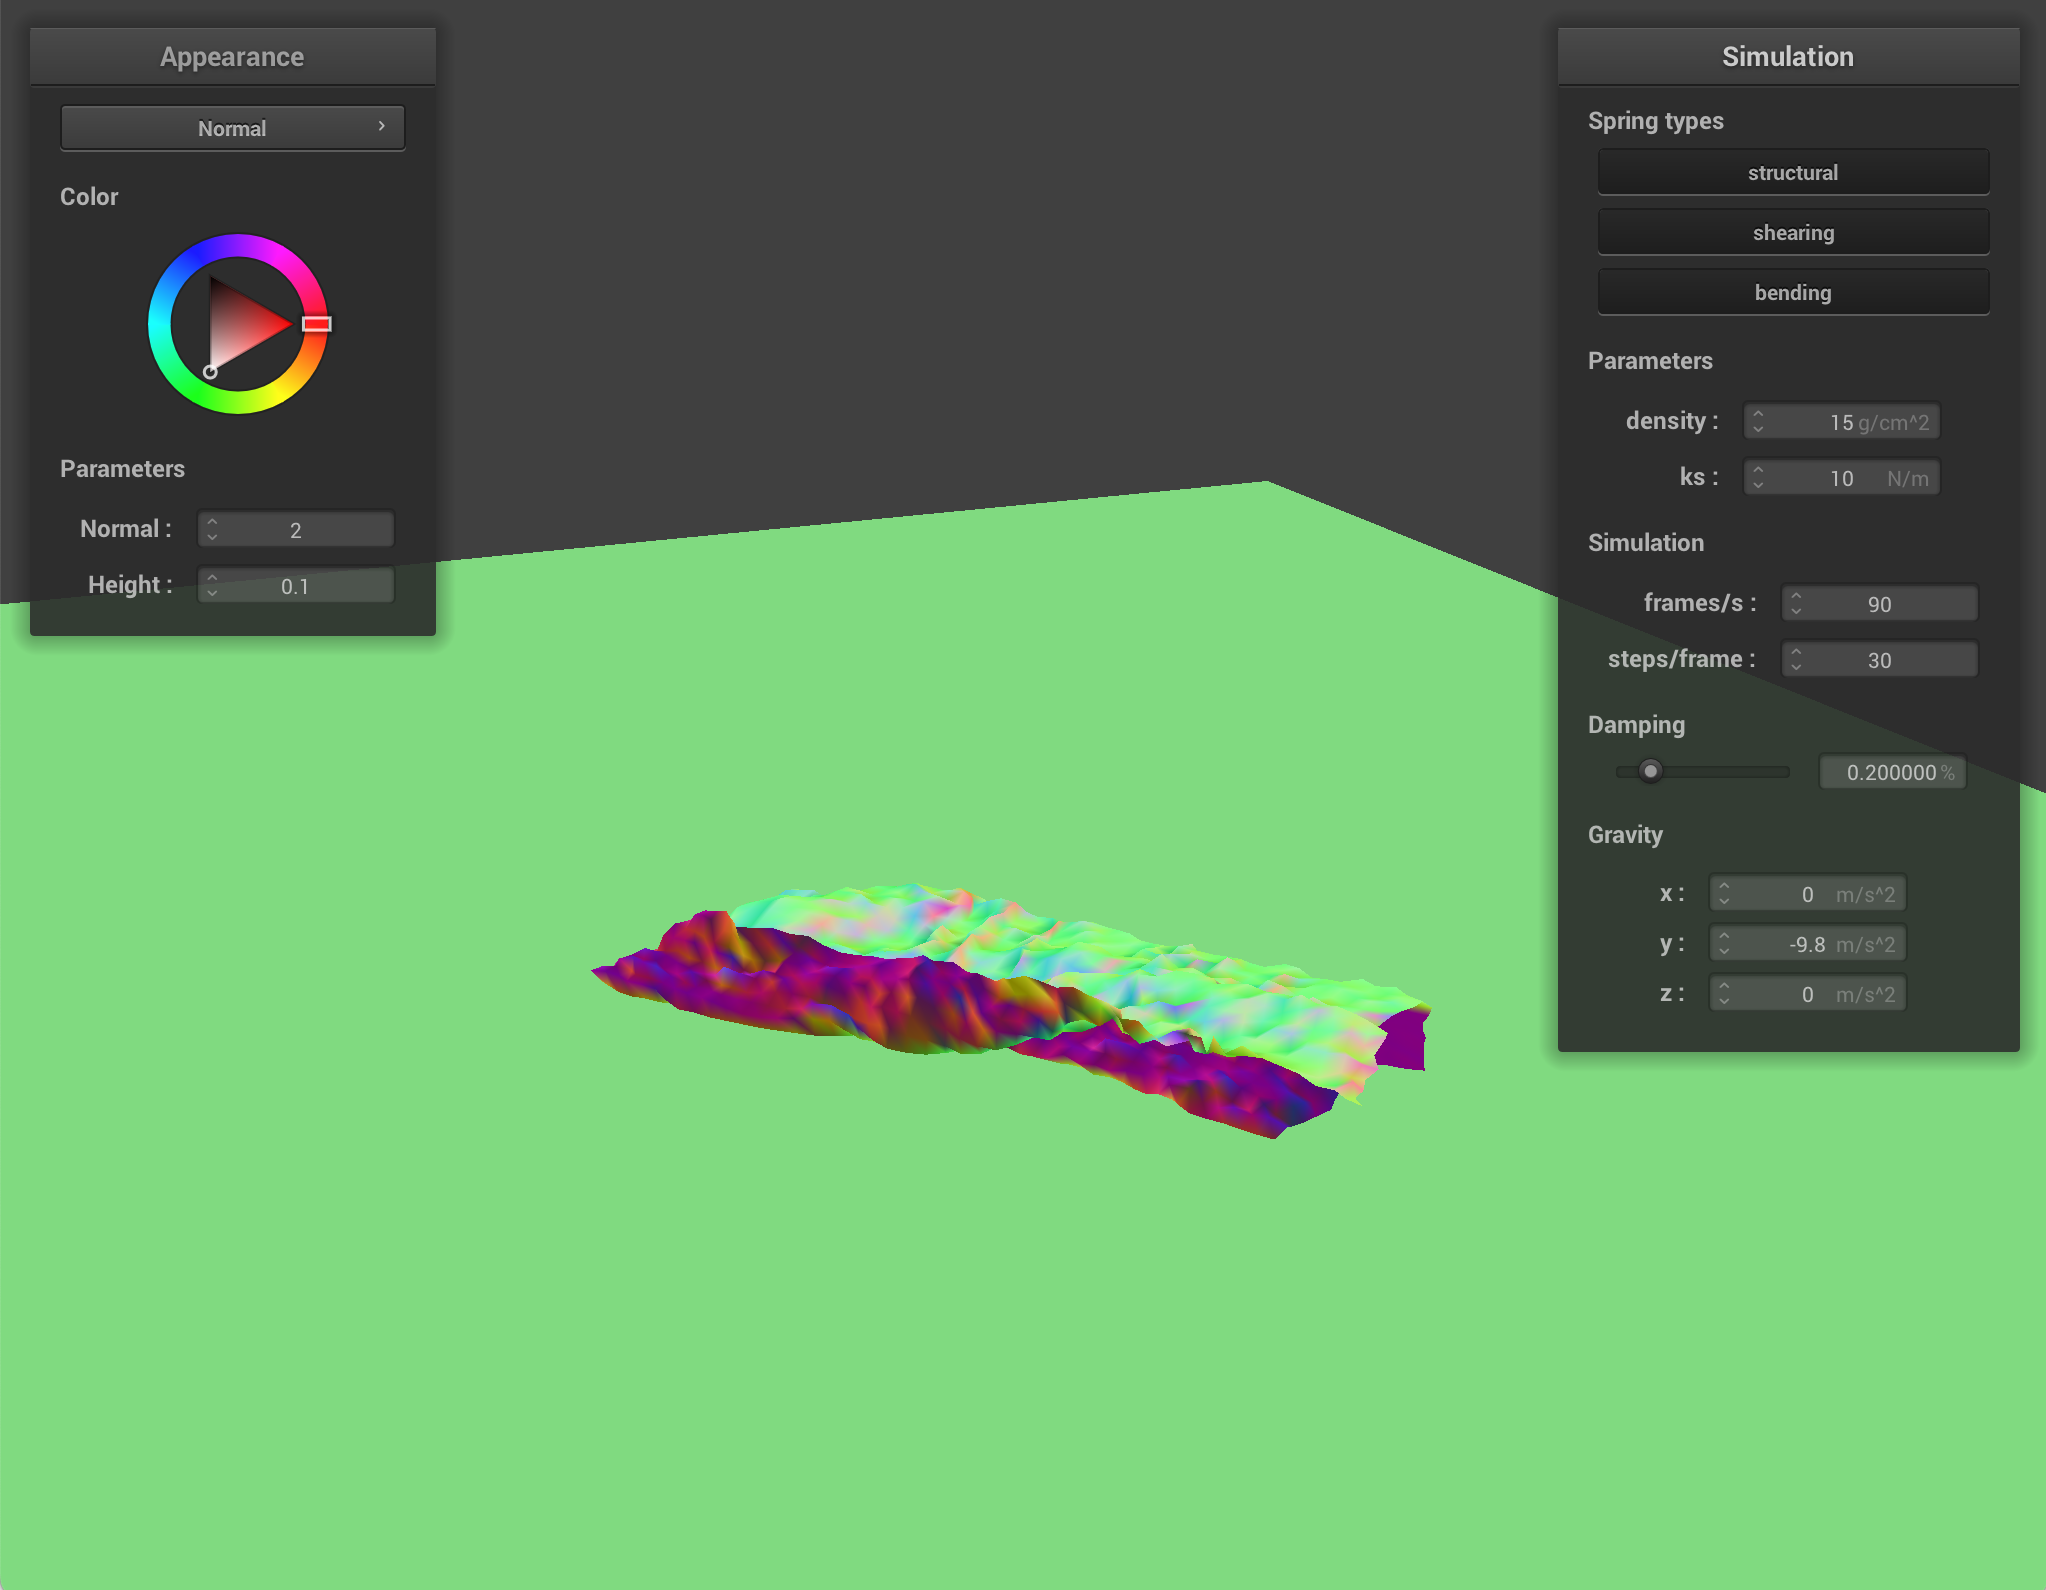 Appearance
Normal
Color
Parameters
Normal : 2
Height : 0.1
Simulation
Spring types
structural
shearing
bending
Parameters
density : 15 g/cm^2
ks : 10 N/m
Simulation
frames/s : 90
steps/frame : 30
Damping
0.200000 %
Gravity
x : 0 m/s^2
y : -9.8 m/s^2
z : 0 m/s^2